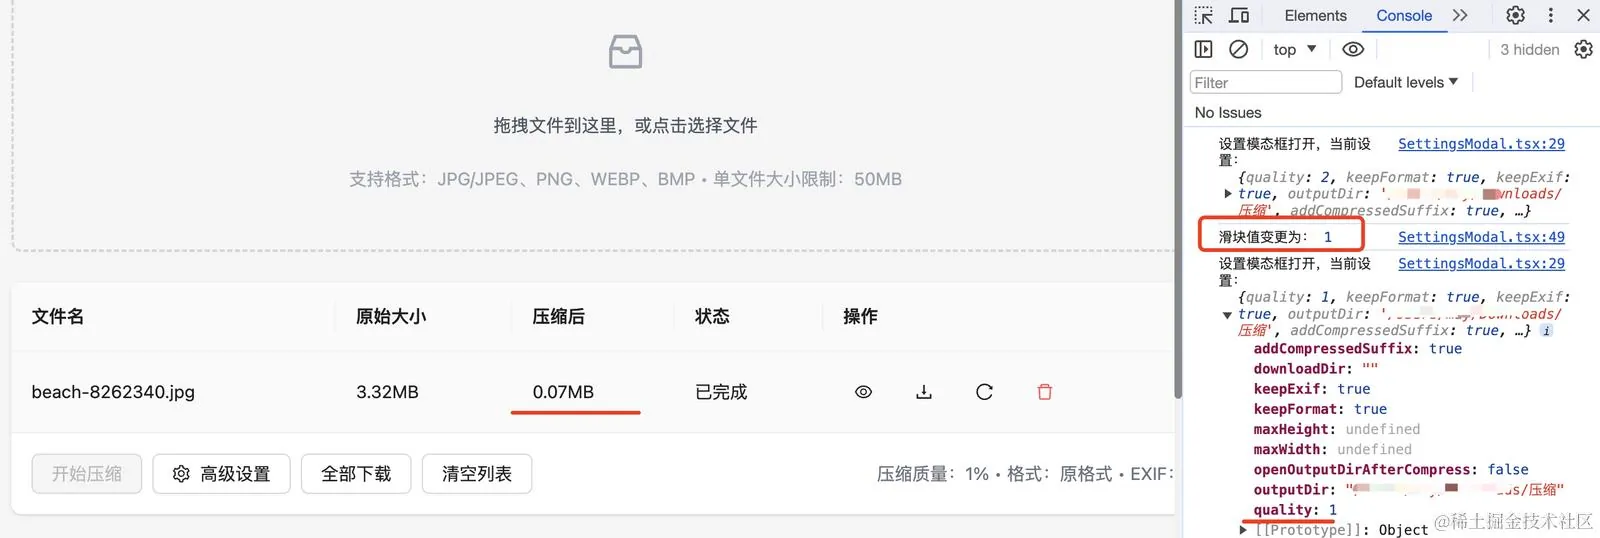 拖拽文件到这里，或点击选择文件
支持格式：JPG/JPEG、PNG、WEBP、BMP • 单文件大小限制：50MB
文件名 原始大小 压缩后 状态 操作
beach-8262340.jpg 3.32MB 0.07MB 已完成
开始压缩 高级设置 全部下载 清空列表 压缩质量：1% • 格式：原格式 • EXIF:
Elements Console
top 3 hidden
Filter Default levels
No Issues
设置模态框打开，当前设 SettingsModal.tsx:29
置：
{quality: 2, keepFormat: true, keepExif:
true, outputDir: '/wnloads/
压缩', addCompressedSuffix: true, …}
滑块值变更为： 1 SettingsModal.tsx:49
设置模态框打开，当前设 SettingsModal.tsx:29
置：
{quality: 1, keepFormat: true, keepExif:
true, outputDir: '/Downloads/
压缩', addCompressedSuffix: true, …} i
addCompressedSuffix: true
downloadDir: ""
keepExif: true
keepFormat: true
maxHeight: undefined
maxWidth: undefined
openOutputDirAfterCompress: false
outputDir: "ds/压缩"
quality: 1
[[Prototype]]: Object
@稀土掘金技术社区